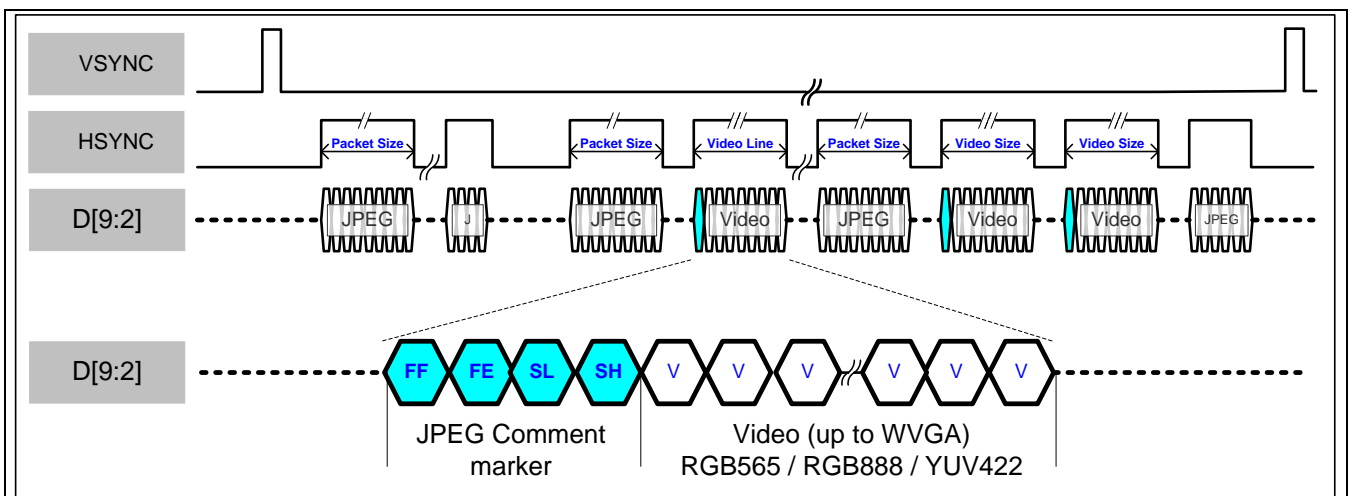 VSYNC
HSYNC
Packet Size
Packet Size
Video Line
Packet Size
Video Size
Video Size
D[9:2]
JPEG
J
JPEG
Video
JPEG
Video
Video
JPEG
D[9:2]
FF
FE
SL
SH
V
V
V
V
V
V
JPEG Comment
marker
Video (up to WVGA)
RGB565 / RGB888 / YUV422